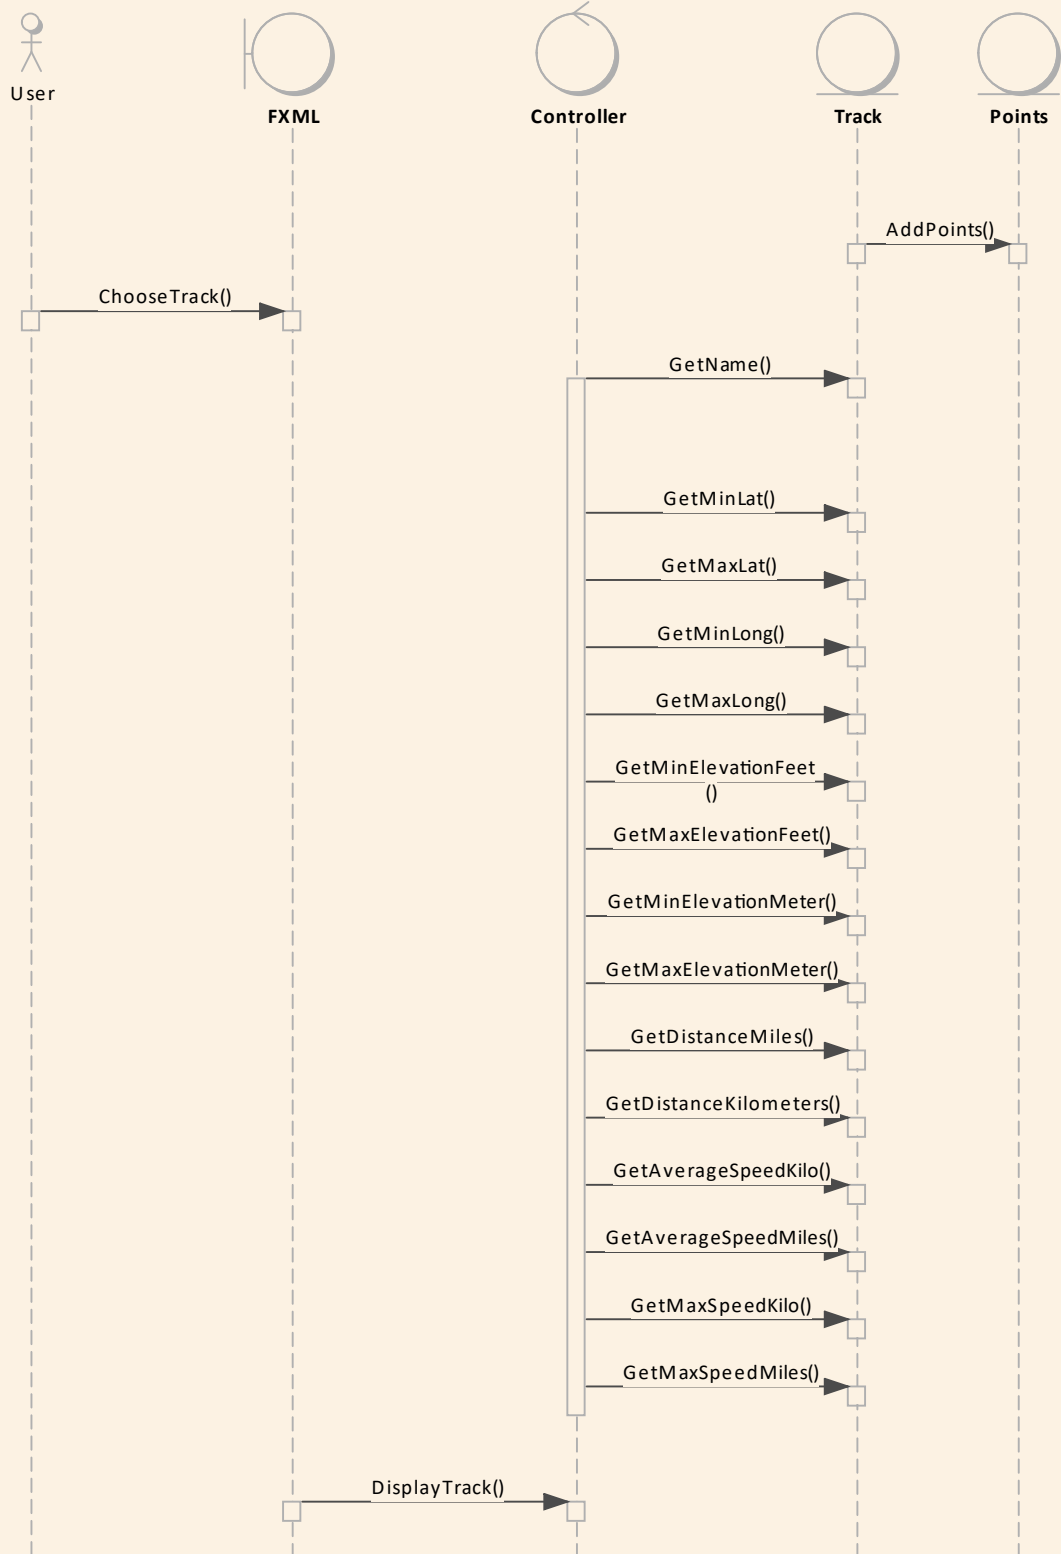 User
FXML
Controller
Track
Points
AddPoints()
ChooseTrack()
GetName()
GetMinLat()
GetMaxLat()
GetMinLong()
GetMaxLong()
GetMinElevationFeet
()
GetMaxElevationFeet()
GetMinElevationMeter()
GetMaxElevationMeter()
GetDistanceMiles()
GetDistanceKilometers()
GetAverageSpeedKilo()
GetAverageSpeedMiles()
GetMaxSpeedKilo()
GetMaxSpeedMiles()
DisplayTrack()